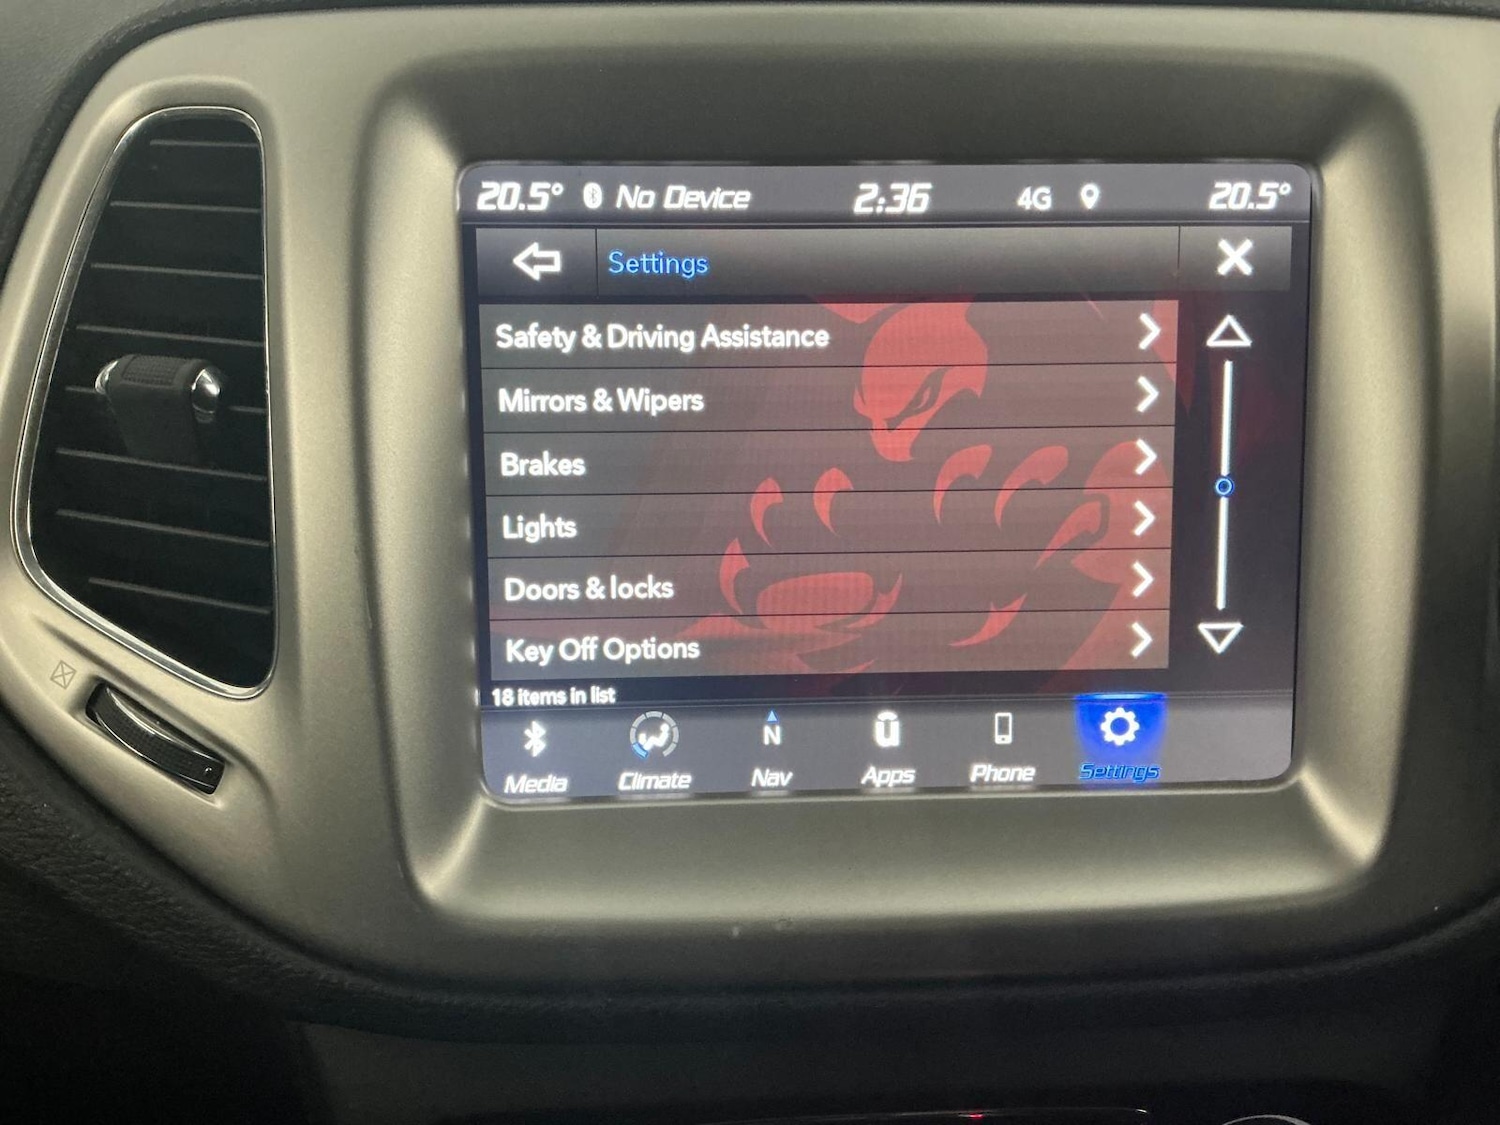 20.5° No Device 2:36 4G 20.5°
Settings
Safety & Driving Assistance
Mirrors & Wipers
Brakes
Lights
Doors & locks
Key Off Options
18 items in list
N
Media Climate Nav Apps Phone Settings